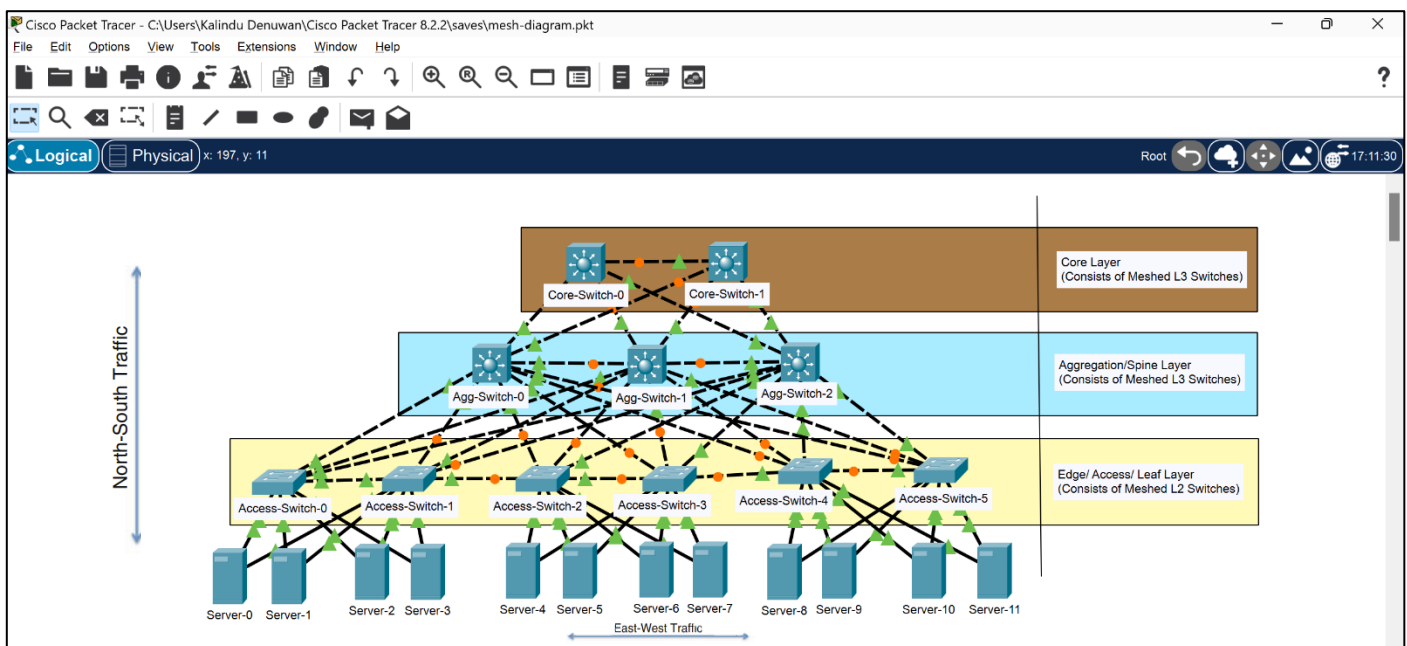 Cisco Packet Tracer - C:\Users\Kalindu Denuwan\Cisco Packet Tracer 8.2.2\saves\mesh-diagram.pkt
File Edit Options View Tools Extensions Window Help
?
Logical Physical x: 197, y: 11 Root 17:11:30
North-South Traffic
Core-Switch-0 Core-Switch-1
Core Layer
(Consists of Meshed L3 Switches)
Agg-Switch-0 Agg-Switch-1 Agg-Switch-2
Aggregation/Spine Layer
(Consists of Meshed L3 Switches)
Access-Switch-0 Access-Switch-1 Access-Switch-2 Access-Switch-3 Access-Switch-4 Access-Switch-5
Edge/ Access/ Leaf Layer
(Consists of Meshed L2 Switches)
Server-0 Server-1 Server-2 Server-3 Server-4 Server-5 Server-6 Server-7 Server-8 Server-9 Server-10 Server-11
East-West Traffic